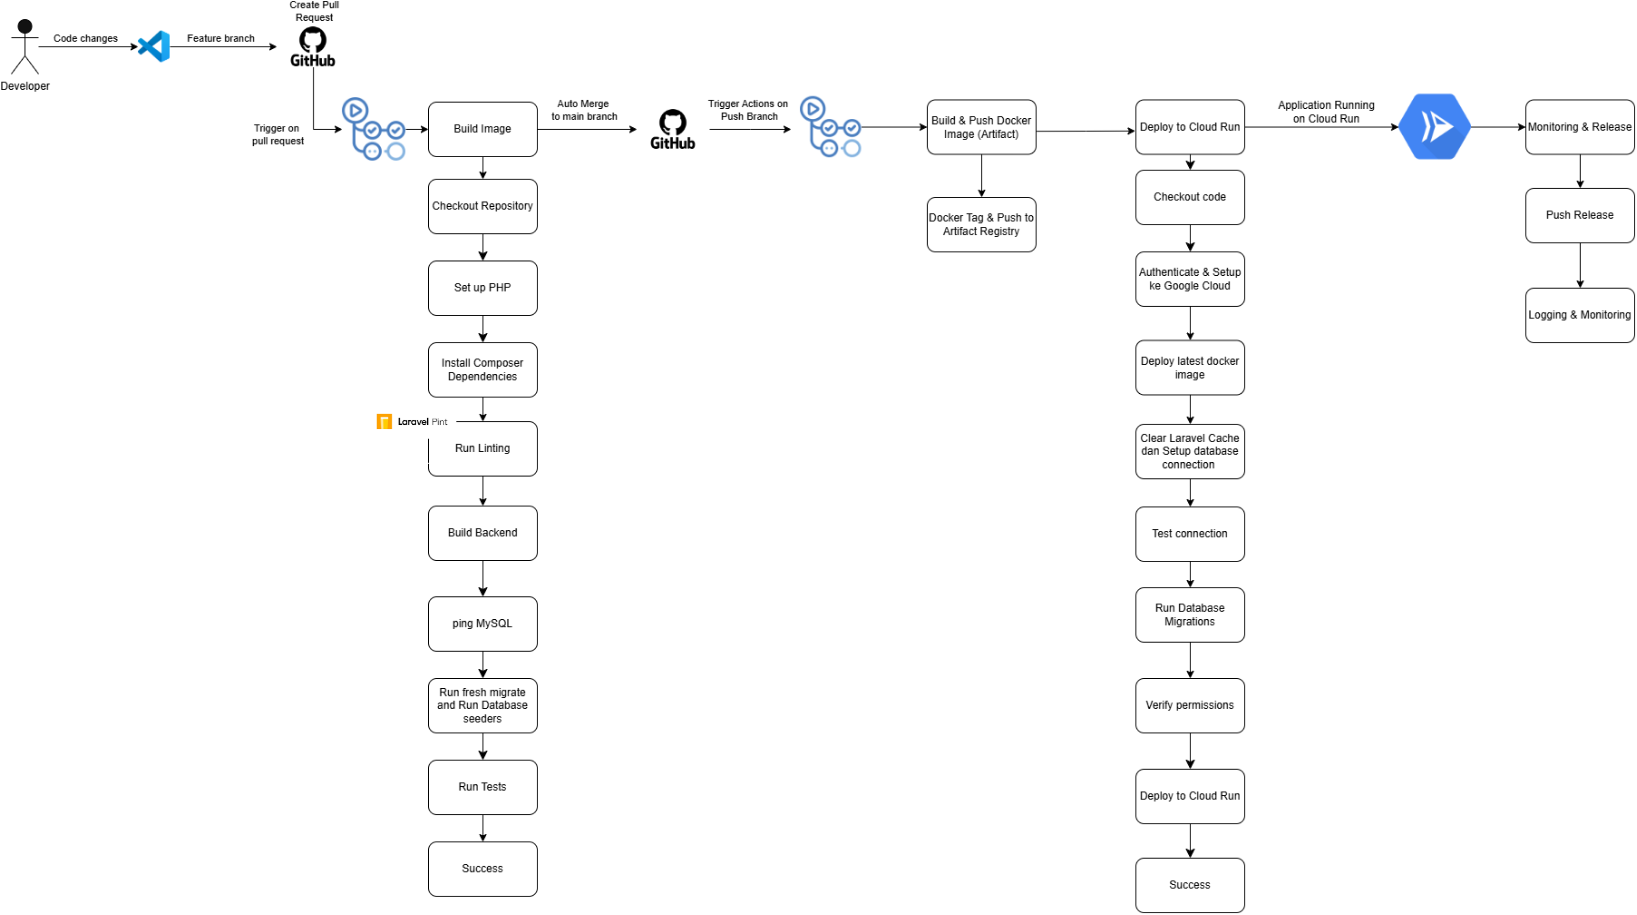 Create Pull
Request
Code changes
Feature branch
GitHub
Developer
Trigger on
pull request
Build Image
Auto Merge
to main branch
GitHub
Trigger Actions on
Push Branch
Build & Push Docker
Image (Artifact)
Deploy to Cloud Run
Application Running
on Cloud Run
Monitoring & Release
Checkout Repository
Set up PHP
Install Composer
Dependencies
Laravel Pint
Run Linting
Build Backend
ping MySQL
Run fresh migrate
and Run Database
seeders
Run Tests
Success
Docker Tag & Push to
Artifact Registry
Checkout code
Authenticate & Setup
ke Google Cloud
Deploy latest docker
image
Clear Laravel Cache
dan Setup database
connection
Test connection
Run Database
Migrations
Verify permissions
Deploy to Cloud Run
Success
Push Release
Logging & Monitoring